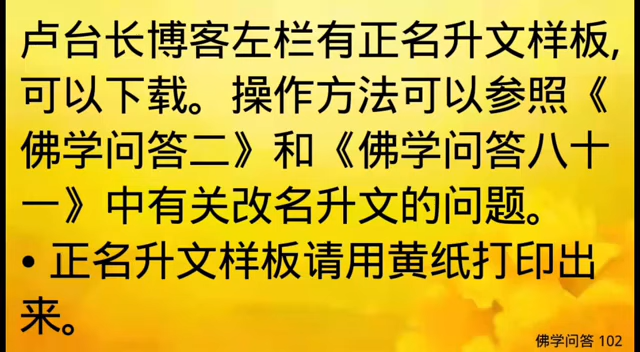 卢台长博客左栏有正名升文样板,
可以下载。操作方法可以参照《
佛学问答二》和《佛学问答八十
一》中有关改名升文的问题。
• 正名升文样板请用黄纸打印出
来。
佛学问答 102